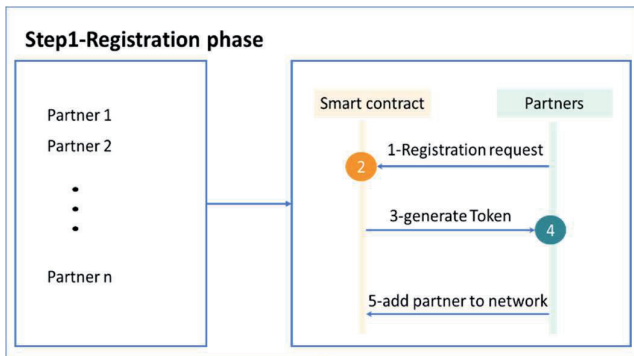 Step1-Registration phase
Partner 1
Partner 2
Partner n
Smart contract
Partners
1-Registration request
2
3-generate Token
4
5-add partner to network